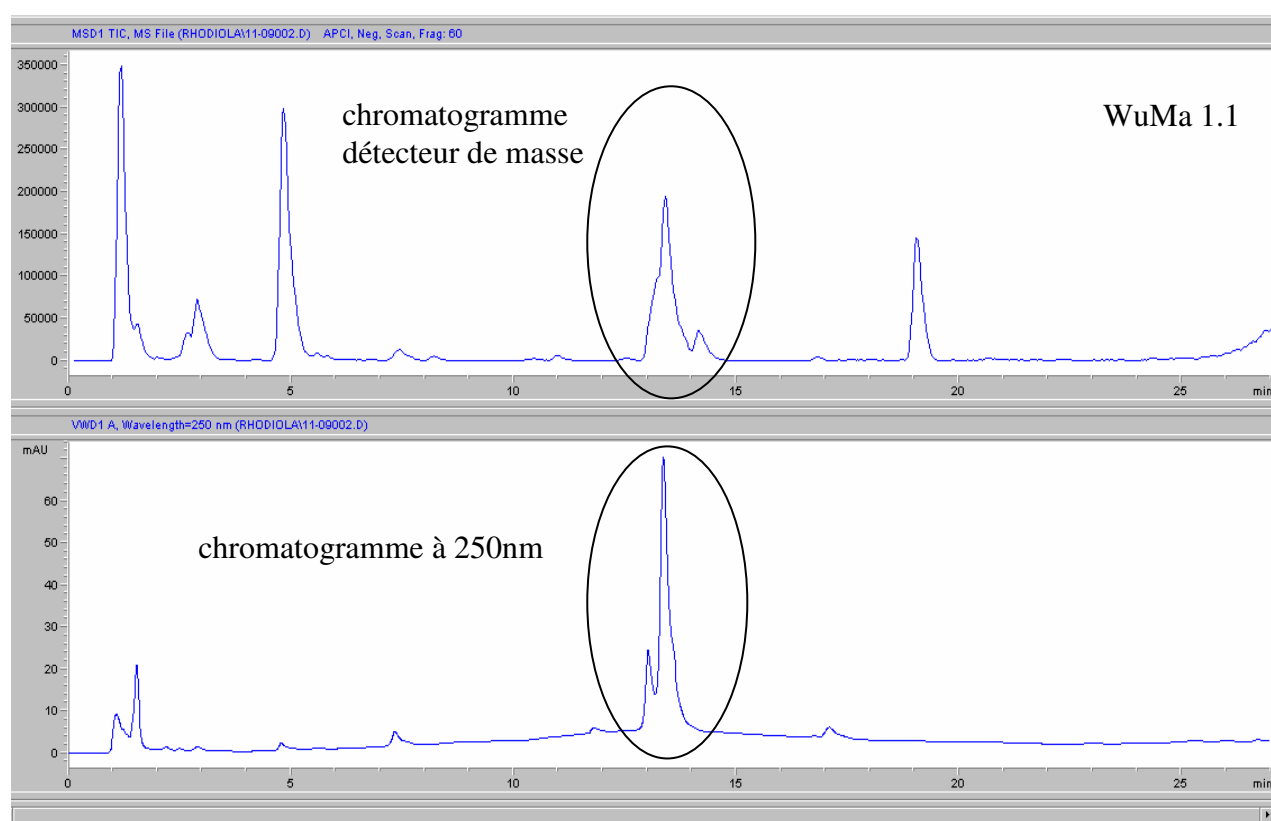 MSD1 TIC, MS File (RHODIOLA\11-09002.D) APCI, Neg, Scan, Frag: 60
350000
300000
250000
200000
150000
100000
50000
0
chromatogramme
détecteur de masse
WuMa 1.1
0 5 10 15 20 25 min
VWD1 A, Wavelength=250 nm (RHODIOLA\11-09002.D)
mAU
60
50
40
30
20
10
0
chromatogramme à 250nm
0 5 10 15 20 25 min